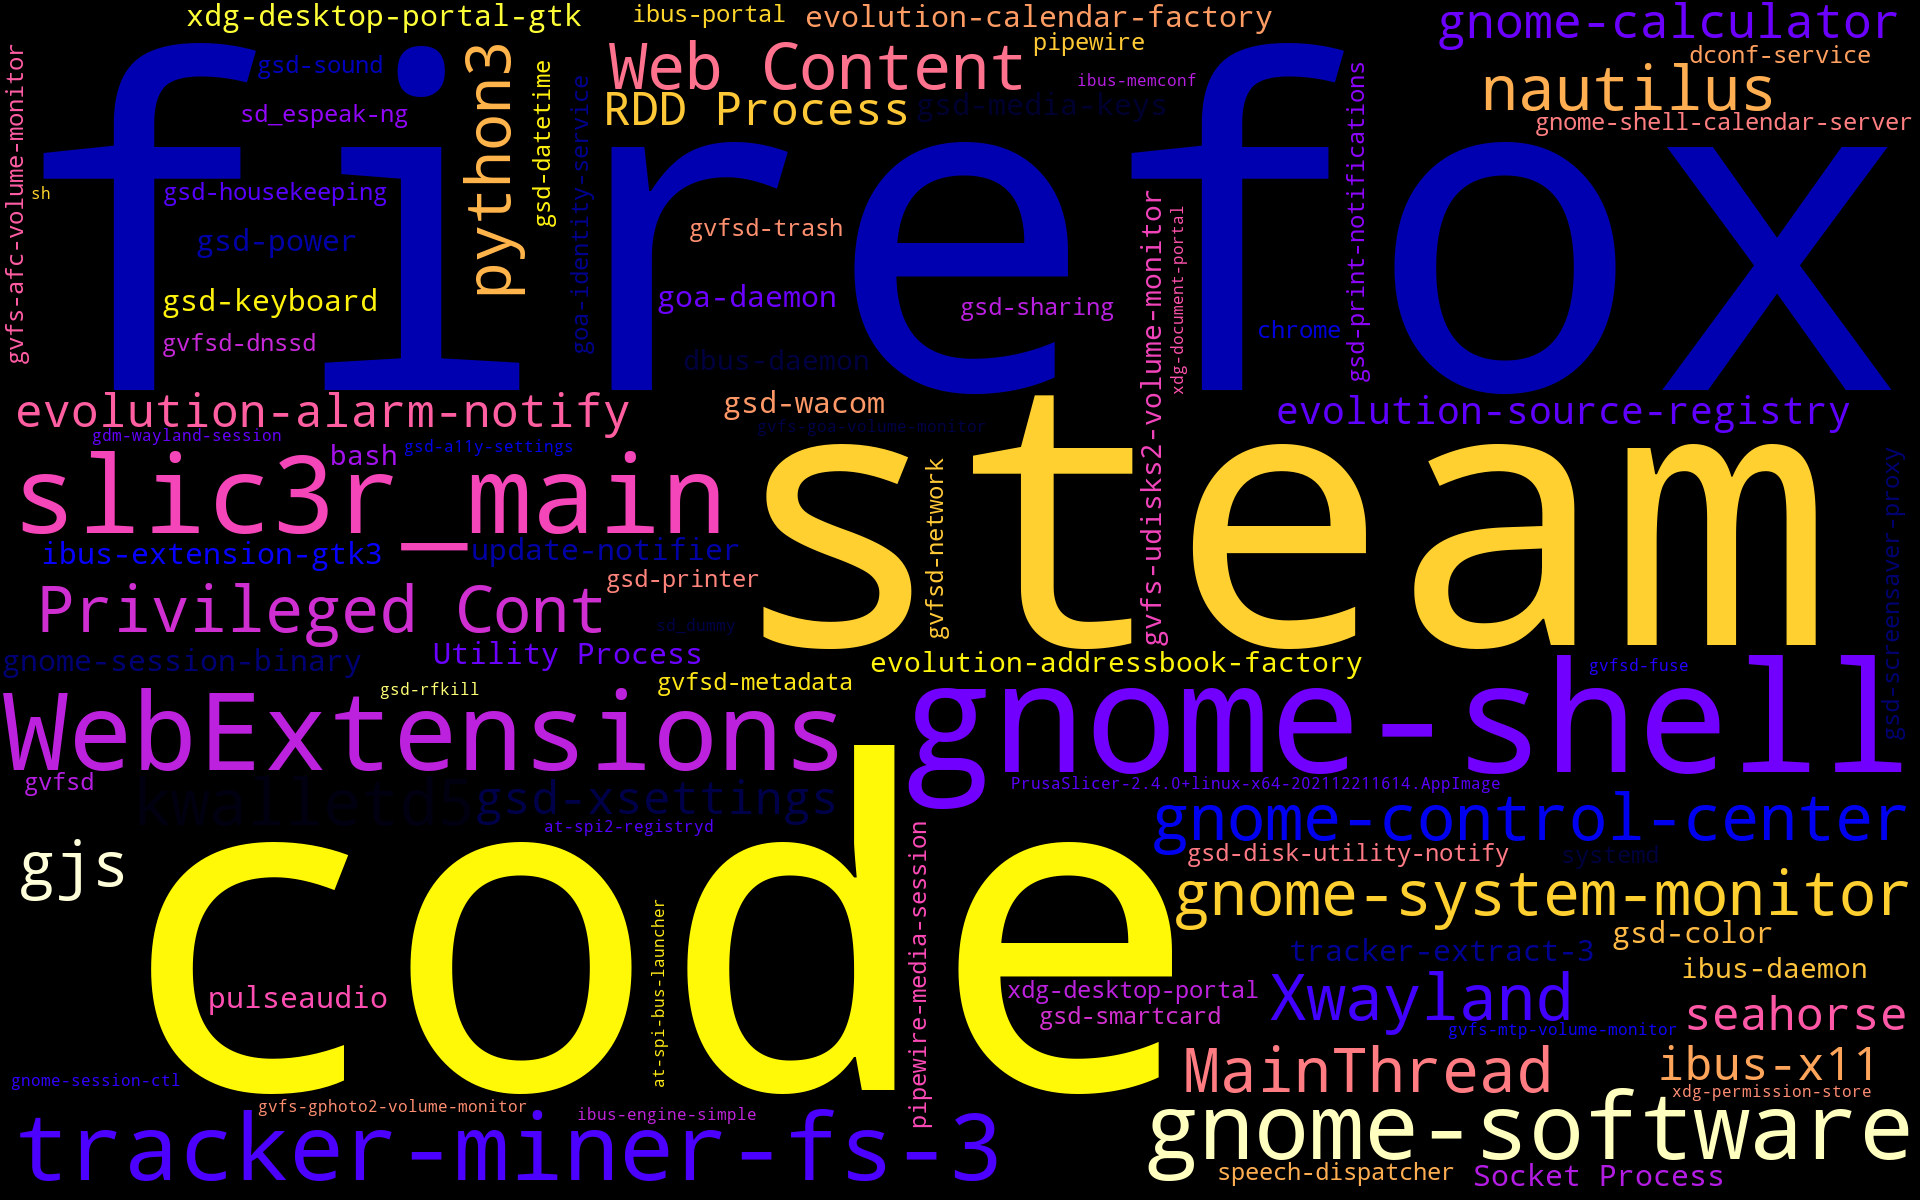 xdg-desktop-portal-gtk
ibus-portal
evolution-calendar-factory
gnome-calculator
pipewire
dconf-service
gvfs-afc-volume-monitor
gsd-sound
python3
gsd-datetime
goa-identity-service
Web Content
ibus-memconf
nautilus
RDD Process
gsd-media-keys
sd_espeak-ng
gnome-shell-calendar-server
firefox
sh
gsd-housekeeping
gsd-power
gvfsd-trash
gvfs-udisks2-volume-monitor
xdg-document-portal
gsd-print-notifications
gsd-keyboard
goa-daemon
gsd-sharing
chrome
gvfsd-dnssd
dbus-daemon
evolution-alarm-notify
gsd-wacom
evolution-source-registry
gvfs-goa-volume-monitor
gdm-wayland-session
gsd-a11y-settings
bash
slic3r_main
steam
gvfsd-network
gsd-screensaver-proxy
ibus-extension-gtk3
update-notifier
gsd-printer
Privileged Cont
sd_dummy
gnome-session-binary
Utility Process
evolution-addressbook-factory
gvfsd-fuse
gsd-rfkill
gvfsd-metadata
WebExtensions
gnome-shell
gvfsd
kwalletd5
gsd-xsettings
PrusaSlicer-2.4.0+linux-x64-202112211614.AppImage
at-spi2-registryd
gnome-control-center
gjs
gsd-disk-utility-notify
systemd
code
gnome-system-monitor
pipewire-media-session
at-spi-bus-launcher
gsd-color
tracker-extract-3
ibus-daemon
pulseaudio
xdg-desktop-portal
Xwayland
gsd-smartcard
seahorse
gvfs-mtp-volume-monitor
MainThread
ibus-x11
gnome-session-ctl
xdg-permission-store
gvfs-gphoto2-volume-monitor
ibus-engine-simple
tracker-miner-fs-3
gnome-software
speech-dispatcher
Socket Process